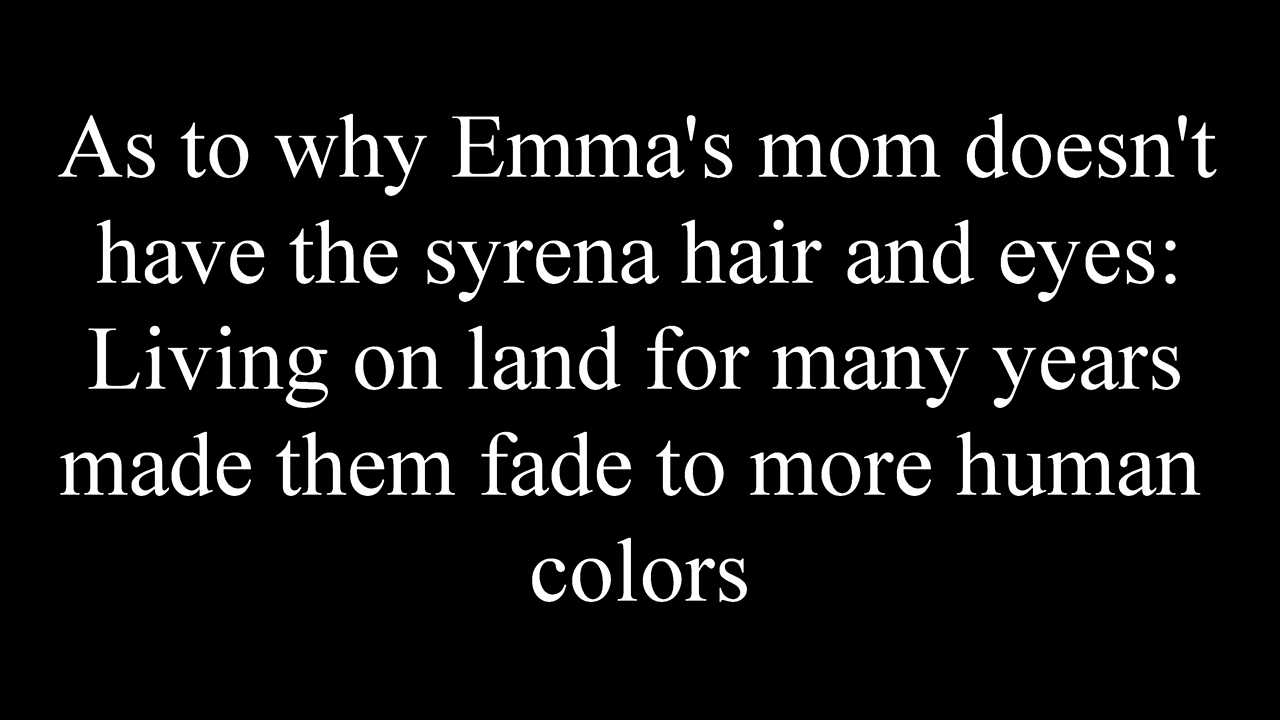 As to why Emma's mom doesn't
have the syrena hair and eyes:
Living on land for many years
made them fade to more human
colors